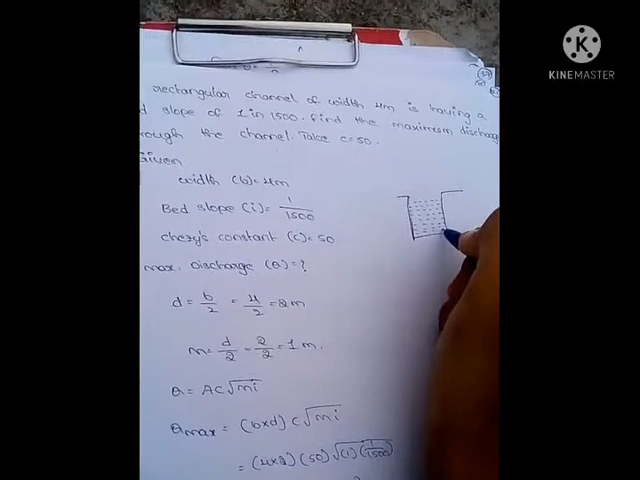 KINEMASTER
rectangular channel of width 4m is having a
slope of 1 in 1500. Find the maximum discharge
rough the channel. Take c=50.
Given
width (b)=4m
Bed slope (i)= 1/1500
chezy's constant (c)=50
max. Discharge (Q)=?
d = b/2 = 4/2 = 2m
m= d/2 = 2/2 = 1m.
Q = AC√mi
Qmax = (b×d) c√mi
= (4×2) (50) √(1) (1/1500)